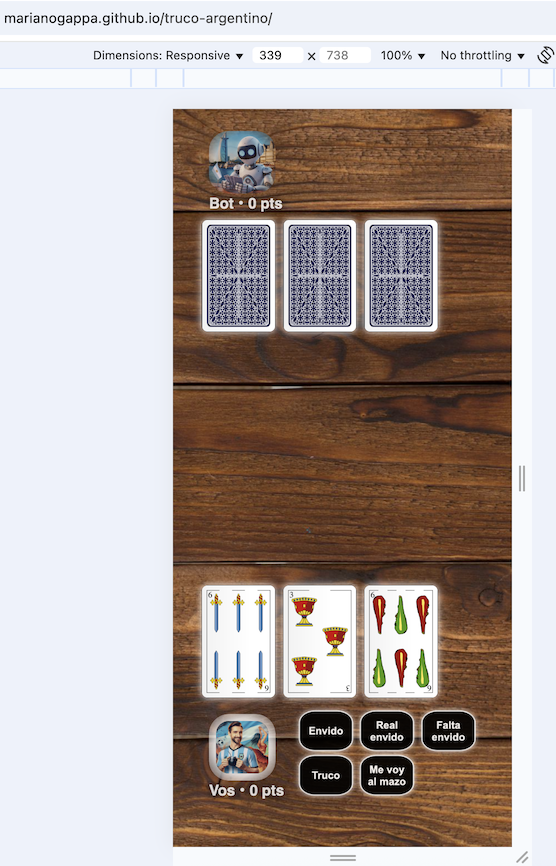 marianogappa.github.io/truco-argentino/
Dimensions: Responsive ▼ 339 × 738 100% ▼ No throttling ▼
Bot • 0 pts
6 3 6
6 3 6
Envido Real envido Falta envido
Truco Me voy al mazo
Vos • 0 pts